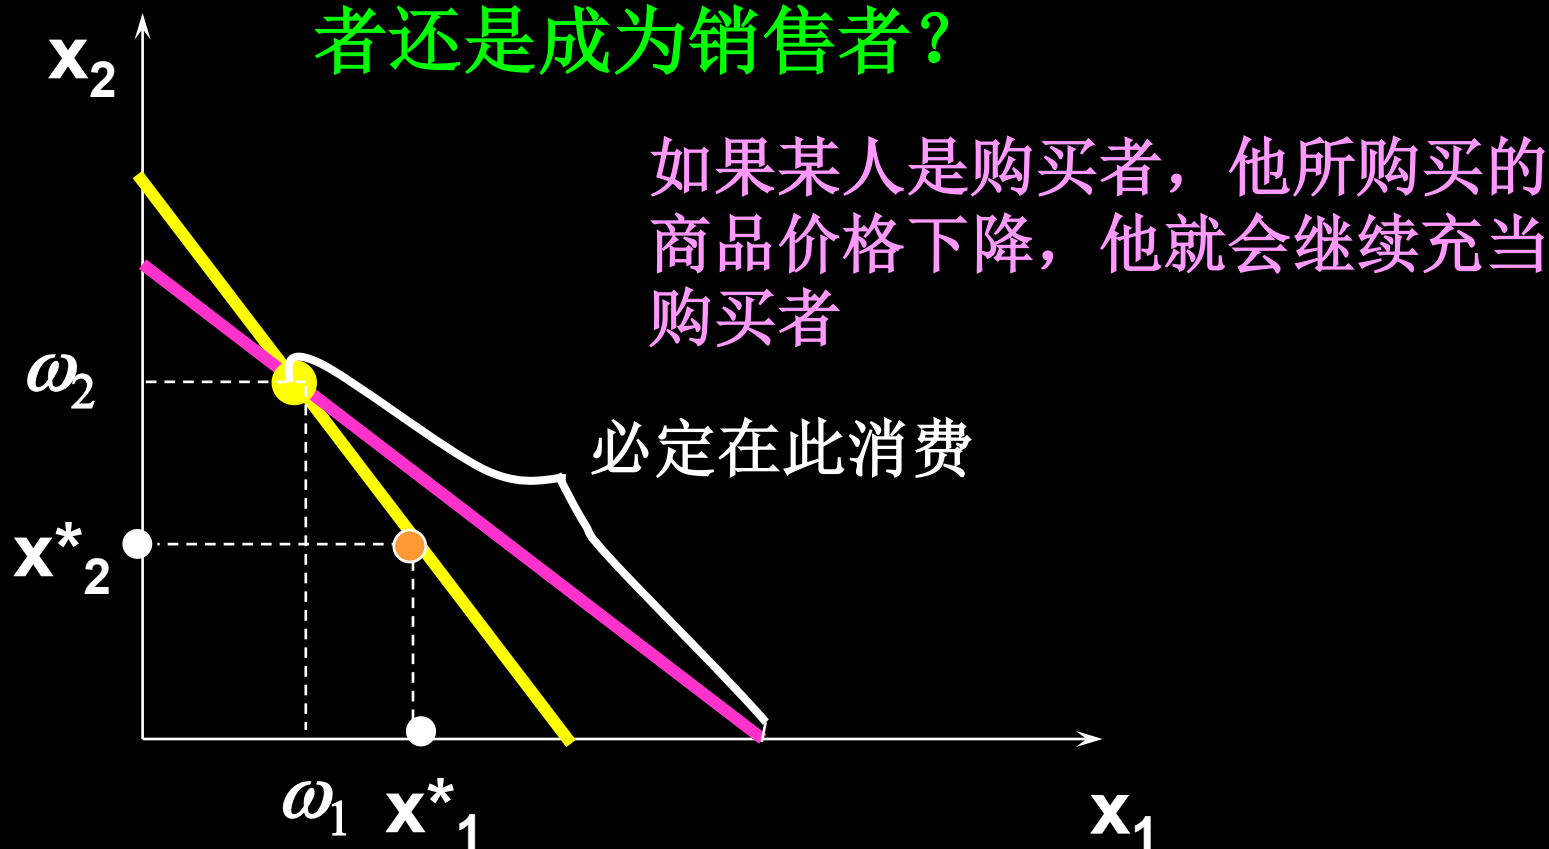 者还是成为销售者？
x2
如果某人是购买者，他所购买的
商品价格下降，他就会继续充当
购买者
ω2
必定在此消费
x*2
ω1
x*1
x1